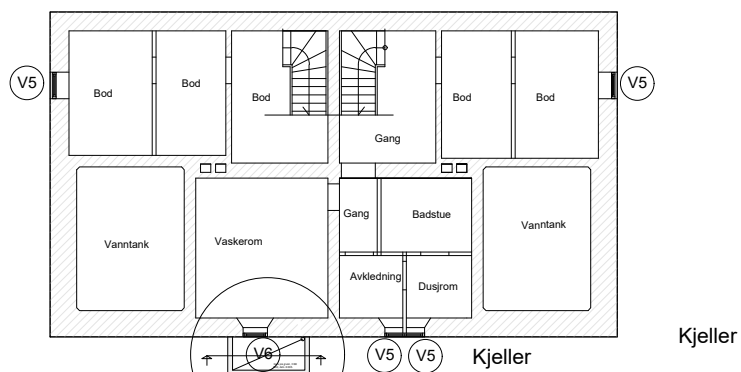 V5
V5
Bod
Bod
Bod
Bod
Bod
Gang
Gang
Badstue
Vanntank
Vanntank
Vaskerom
Avkledning
Dusjrom
V6
V5
V5
Kjeller
Kjeller